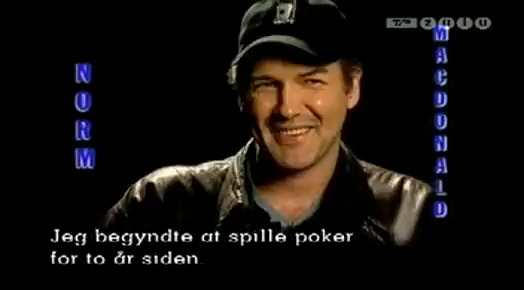 NORM
MACDONALD
Jeg begyndte at spille poker
for to år siden.